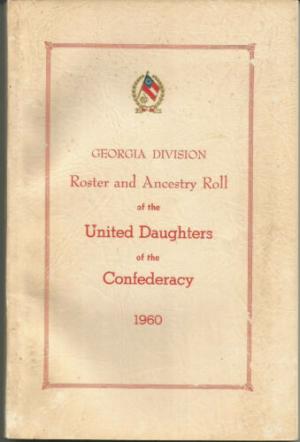 GEORGIA DIVISION
Roster and Ancestry Roll
of the
United Daughters
of the
Confederacy
1960